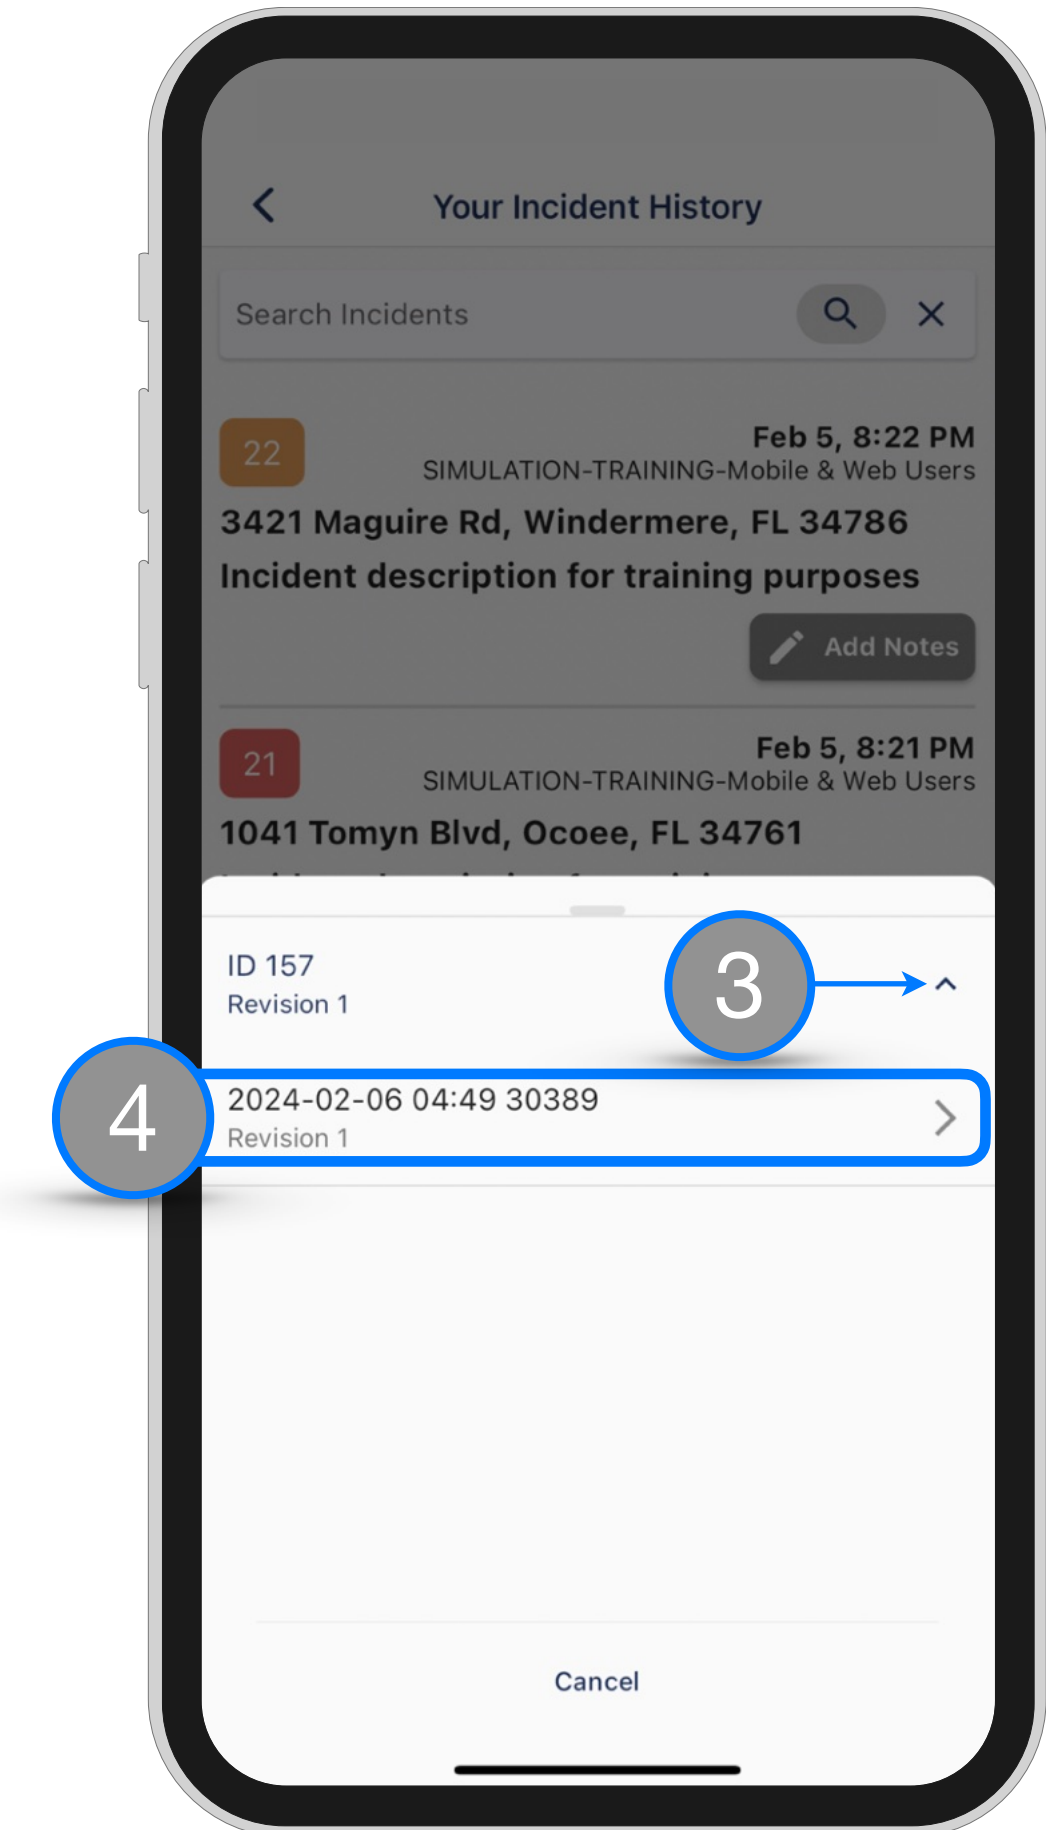 Your Incident History
Search Incidents
22
Feb 5, 8:22 PM
SIMULATION-TRAINING-Mobile & Web Users
3421 Maguire Rd, Windermere, FL 34786
Incident description for training purposes
Add Notes
21
Feb 5, 8:21 PM
SIMULATION-TRAINING-Mobile & Web Users
1041 Tomyn Blvd, Ocoee, FL 34761
ID 157
Revision 1
3
4
2024-02-06 04:49 30389
Revision 1
Cancel